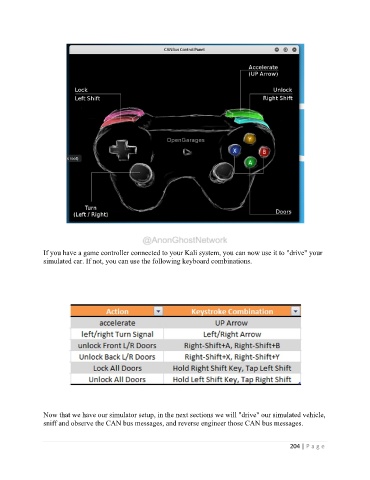 CANBus Control Panel
Accelerate
(UP Arrow)
Lock
Unlock
Left Shift
Right Shift
OpenGarages
Y
X
B
A
Turn
(Left / Right)
Doors
@AnonGhostNetwork
If you have a game controller connected to your Kali system, you can now use it to "drive" your
simulated car. If not, you can use the following keyboard combinations.
Action Keystroke Combination
accelerate UP Arrow
left/right Turn Signal Left/Right Arrow
unlock Front L/R Doors Right-Shift+A, Right-Shift+B
Unlock Back L/R Doors Right-Shift+X, Right-Shift+Y
Lock All Doors Hold Right Shift Key, Tap Left Shift
Unlock All Doors Hold Left Shift Key, Tap Right Shift
Now that we have our simulator setup, in the next sections we will "drive" our simulated vehicle,
sniff and observe the CAN bus messages, and reverse engineer those CAN bus messages.
204 | P a g e